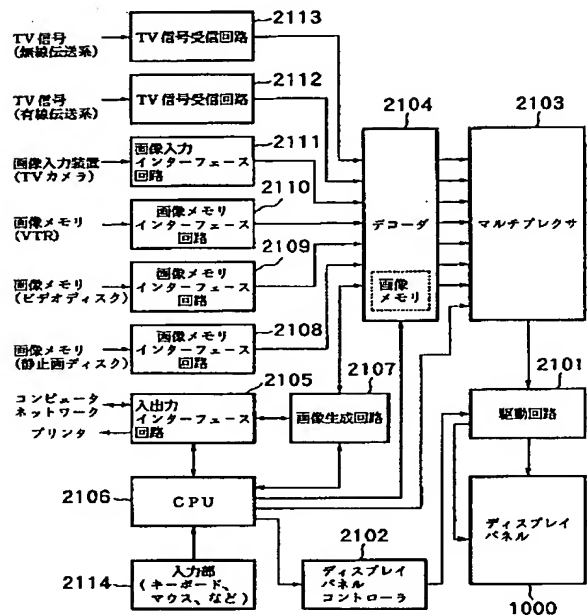 2113
TV信号
(無線伝送系)
TV信号受信回路
2112
TV信号
(有線伝送系)
TV信号受信回路
2104
2103
2111
画像入力装置
(TVカメラ)
画像入力
インターフェース
回路
2110
画像メモリ
(VTR)
画像メモリ
インターフェース
回路
デコーダ
画像
メモリ
マルチプレクサ
2109
画像メモリ
(ビデオディスク)
画像メモリ
インターフェース
回路
2108
画像メモリ
(静止画ディスク)
画像メモリ
インターフェース
回路
2105
2107
2101
コンピュータ
ネットワーク
プリンタ
入出力
インターフェース
回路
画像生成回路
駆動回路
2106
CPU
2102
ディスプレイ
パネル
2114
入力部
(キーボード、
マウス、など)
ディスプレイ
パネル
コントローラ
1000